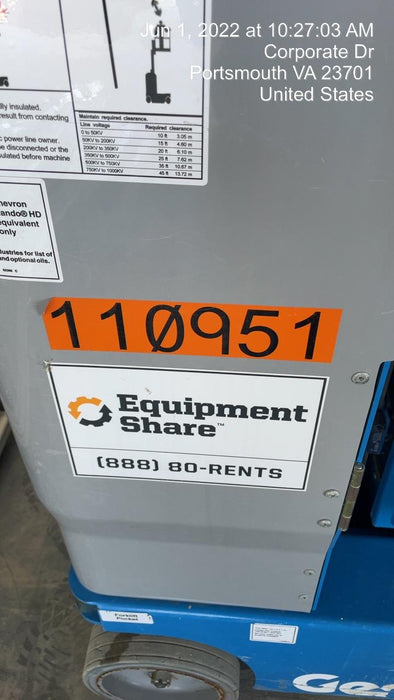 Jun 1, 2022 at 10:27:03 AM
Corporate Dr
Portsmouth VA 23701
United States
lly insulated.
result from contacting
power line owner.
be disconnected or the
sulated before machine
Maintain required clearance.
Line voltage Required clearance
0 to 50KV 10 ft 3.05 m
50KV to 200KV 15 ft 4.60 m
200KV to 350KV 20 ft 6.10 m
350KV to 500KV 25 ft 7.62 m
500KV to 750KV 35 ft 10.67 m
750KV to 1000KV 45 ft 13.72 m
hevron
ando® HD
equivalent
only
dustries for list of
and optional oils.
110951
Equipment
Share™
(888) 80-RENTS
Forklift
Pocket
Ge